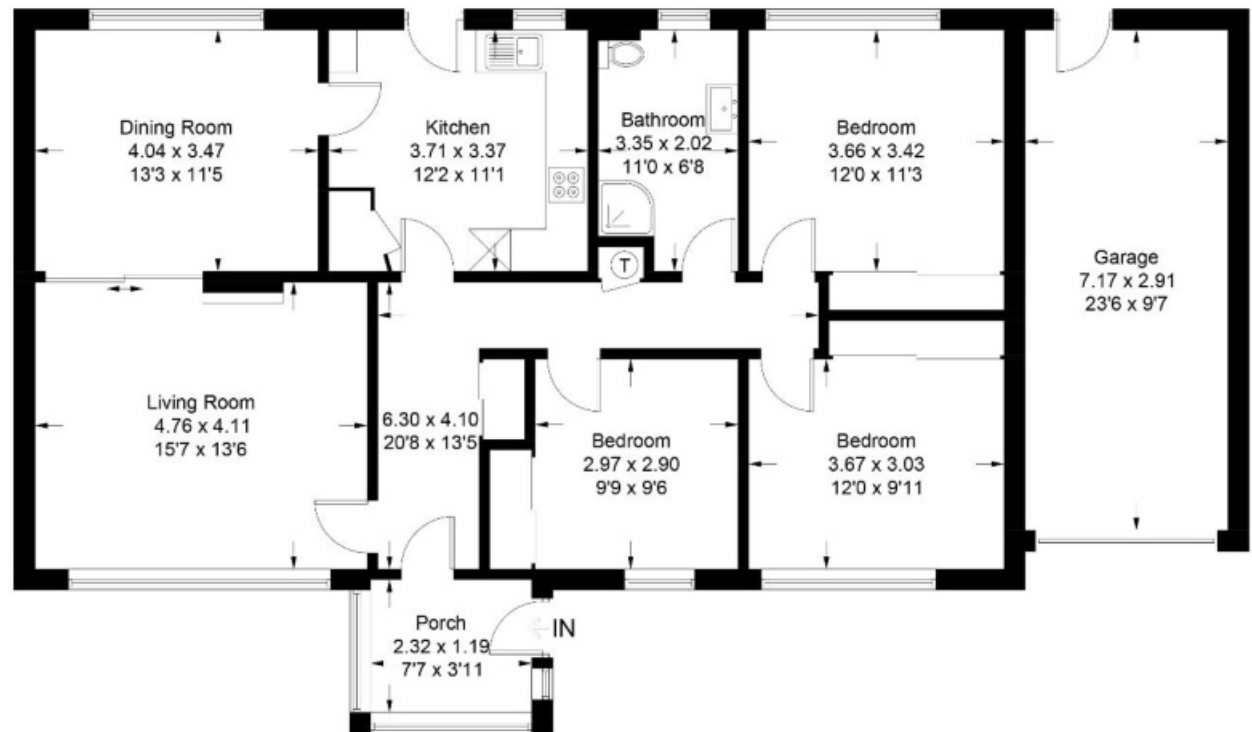 Dining Room
4.04 x 3.47
13'3 x 11'5
Kitchen
3.71 x 3.37
12'2 x 11'1
Bathroom
3.35 x 2.02
11'0 x 6'8
Bedroom
3.66 x 3.42
12'0 x 11'3
Garage
7.17 x 2.91
23'6 x 9'7
T
Living Room
4.76 x 4.11
15'7 x 13'6
6.30 x 4.10
20'8 x 13'5
Bedroom
2.97 x 2.90
9'9 x 9'6
Bedroom
3.67 x 3.03
12'0 x 9'11
Porch
2.32 x 1.19
7'7 x 3'11
IN